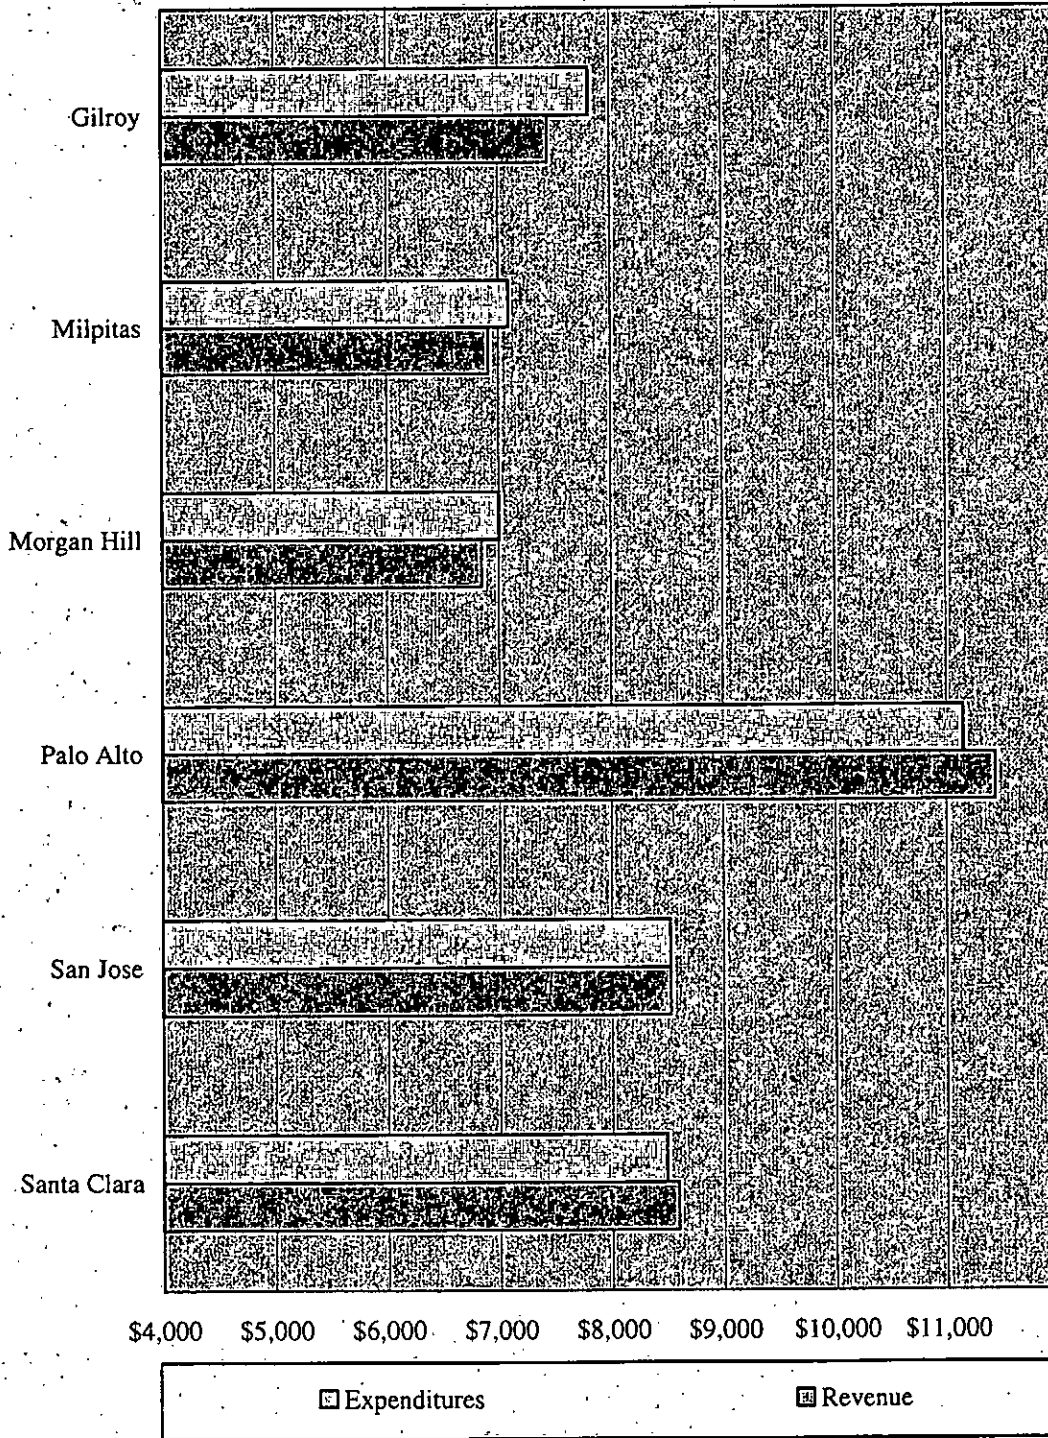 Gilroy
Milpitas
Morgan Hill
Palo Alto
San Jose
Santa Clara
$4,000 $5,000 $6,000 $7,000 $8,000 $9,000 $10,000 $11,000
Expenditures Revenue